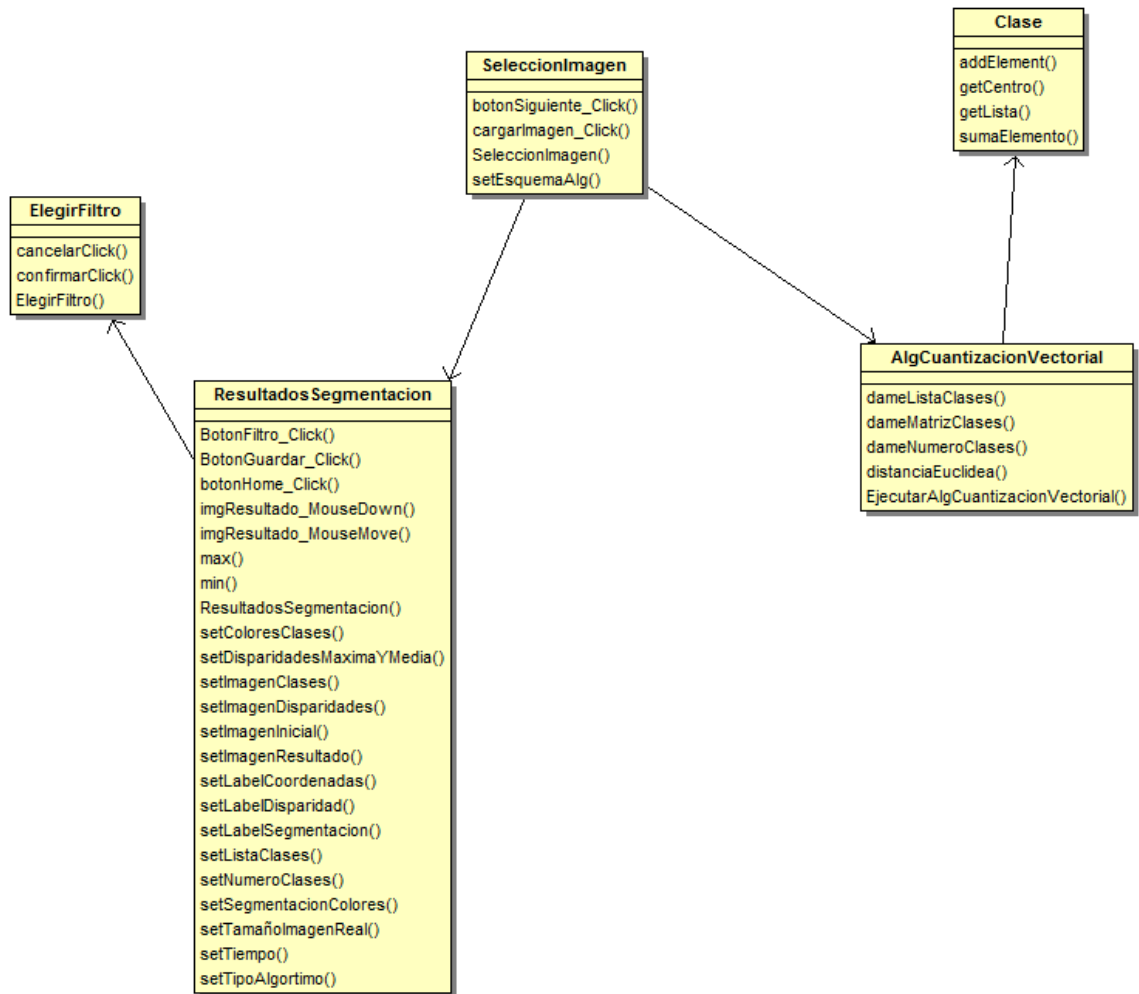 Clase
addElement()
getCentro()
getLista()
sumaElemento()
SeleccionImagen
botonSiguiente_Click()
cargarImagen_Click()
SeleccionImagen()
setEsquemaAlg()
ElegirFiltro
cancelarClick()
confirmarClick()
ElegirFiltro()
AlgCuantizacionVectorial
dameListaClases()
dameMatrizClases()
dameNumeroClases()
distanciaEuclidea()
EjecutarAlgCuantizacionVectorial()
ResultadosSegmentacion
BotonFiltro_Click()
BotonGuardar_Click()
botonHome_Click()
imgResultado_MouseDown()
imgResultado_MouseMove()
max()
min()
ResultadosSegmentacion()
setColoresClases()
setDisparidadesMaximaYMedia()
setImagenClases()
setImagenDisparidades()
setImagenInicial()
setImagenResultado()
setLabelCoordenadas()
setLabelDisparidad()
setLabelSegmentacion()
setListaClases()
setNumeroClases()
setSegmentacionColores()
setTamañoImagenReal()
setTiempo()
setTipoAlgortimo()